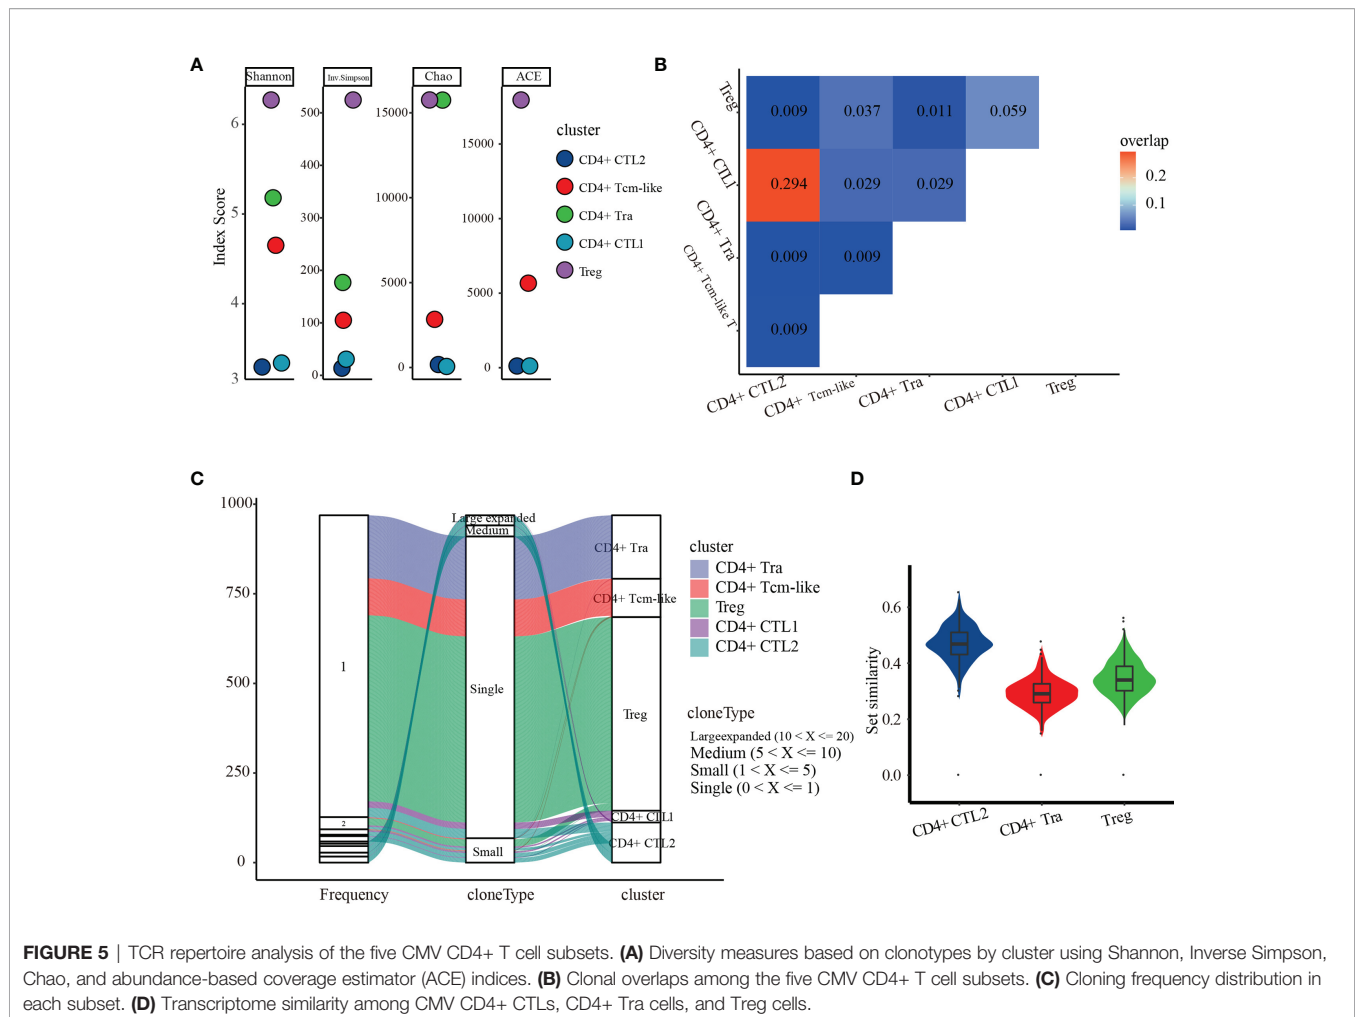 A
Shannon
Inv.Simpson
Chao
ACE
Index Score
6
5
4
3
500
400
300
200
100
0
15000
10000
5000
0
15000
10000
5000
0
cluster
CD4+ CTL2
CD4+ Tcm-like
CD4+ Tra
CD4+ CTL1
Treg
B
Treg
CD4+ CTL1
CD4+ Tra
CD4+ Tcm-like T
0.009 0.037 0.011 0.059
0.294 0.029 0.029
0.009 0.009
0.009
CD4+ CTL2
CD4+ Tcm-like
CD4+ Tra
CD4+ CTL1
Treg
overlap
0.2
0.1
C
1000
750
500
250
0
1
2
Large expanded
Medium
Single
Small
CD4+ Tra
CD4+ Tcm-like
Treg
CD4+ CTL1
CD4+ CTL2
Frequency
cloneType
cluster
cluster
CD4+ Tra
CD4+ Tcm-like
Treg
CD4+ CTL1
CD4+ CTL2
cloneType
Largeexpanded (10 < X <= 20)
Medium (5 < X <= 10)
Small (1 < X <= 5)
Single (0 < X <= 1)
D
Set similarity
0.6
0.4
0.2
0.0
CD4+ CTL2
CD4+ Tra
Treg
FIGURE 5 | TCR repertoire analysis of the five CMV CD4+ T cell subsets. (A) Diversity measures based on clonotypes by cluster using Shannon, Inverse Simpson,
Chao, and abundance-based coverage estimator (ACE) indices. (B) Clonal overlaps among the five CMV CD4+ T cell subsets. (C) Cloning frequency distribution in
each subset. (D) Transcriptome similarity among CMV CD4+ CTLs, CD4+ Tra cells, and Treg cells.